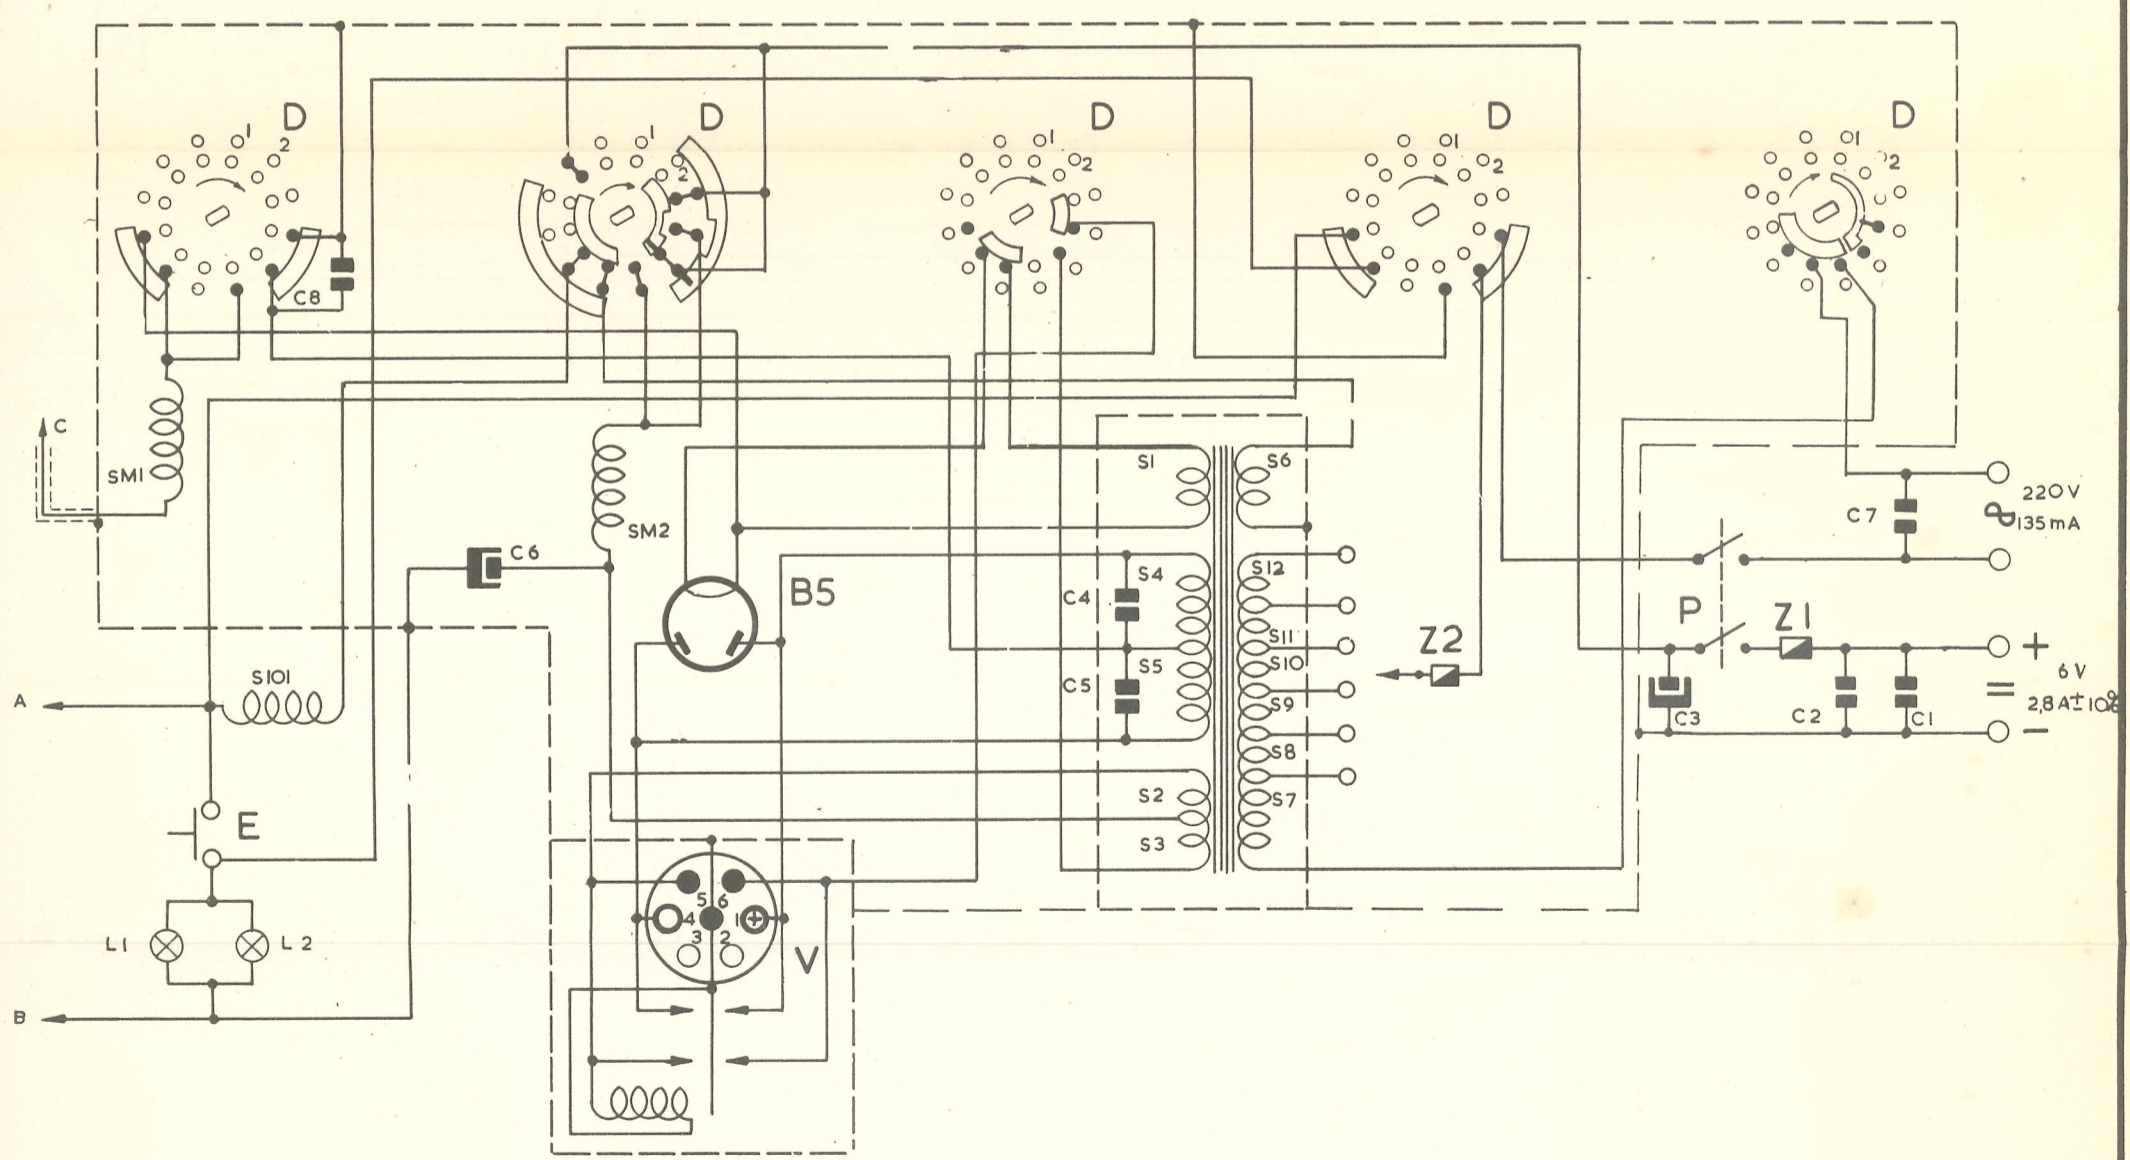 D
1
2
C8
D
1
2
D
1
2
D
1
2
D
1
2
C
SM1
SM2
C6
B5
S1
S6
S4
C4
S12
S11
S5
S10
C5
S9
S8
S2
S7
S3
Z2
220V
135mA
C7
P
Z1
+
6V
=
2,8A±10%
C3
C2
C1
−
A
S101
E
L1
L2
B
5
6
4
1
+
3
2
V